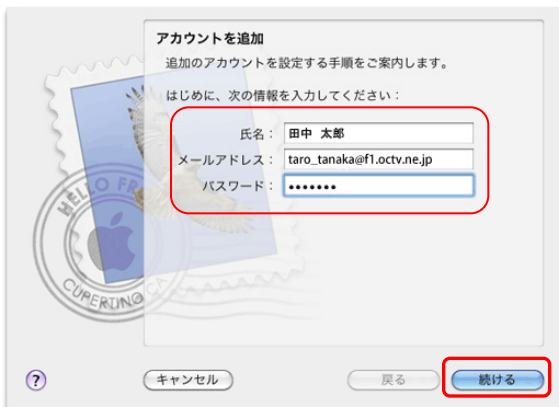 アカウントを追加
追加のアカウントを設定する手順をご案内します。
はじめに、次の情報を入力してください：
氏名： 田中 太郎
メールアドレス： taro_tanaka@f1.octv.ne.jp
パスワード： •••••••
HELLO FR
CUPERTINO CA
? キャンセル 戻る 続ける